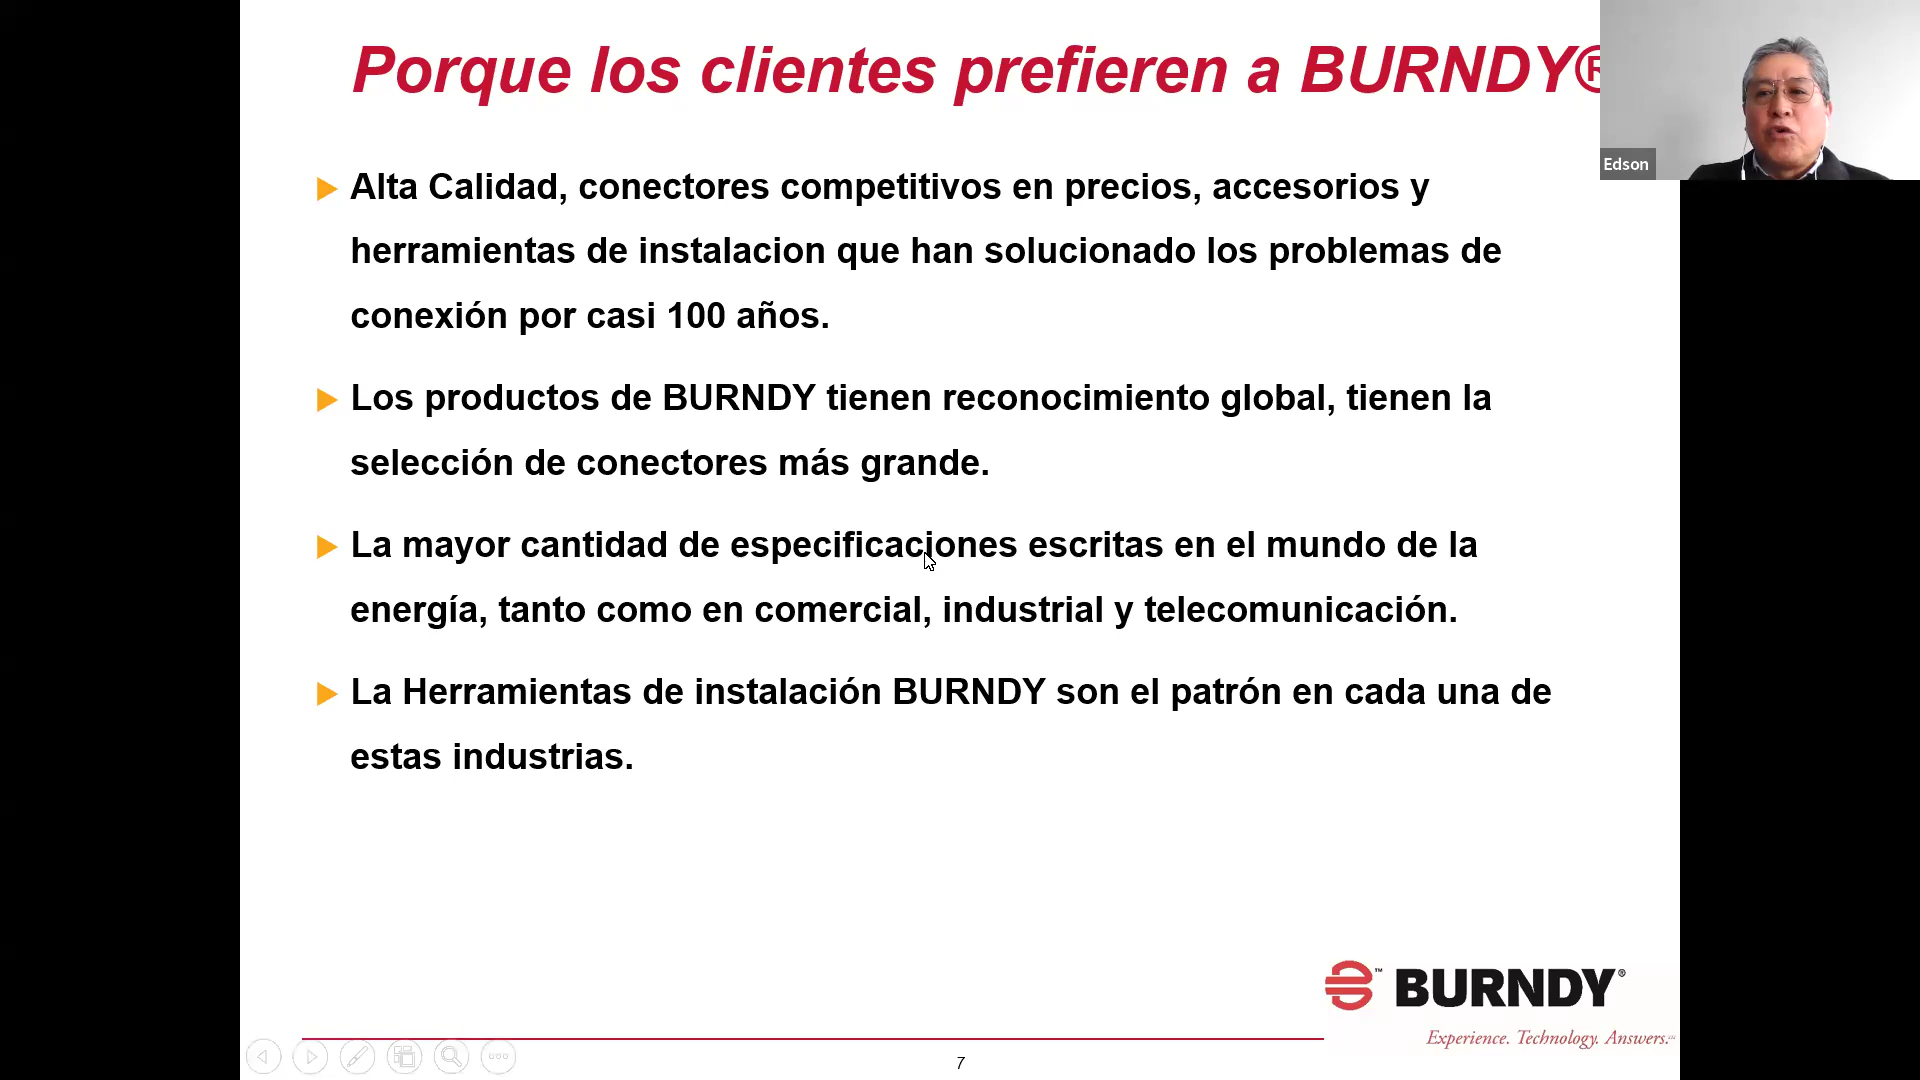 Porque los clientes prefieren a BURNDY®
Edson
Alta Calidad, conectores competitivos en precios, accesorios y
herramientas de instalacion que han solucionado los problemas de
conexión por casi 100 años.
Los productos de BURNDY tienen reconocimiento global, tienen la
selección de conectores más grande.
La mayor cantidad de especificaciones escritas en el mundo de la
energía, tanto como en comercial, industrial y telecomunicación.
La Herramientas de instalación BURNDY son el patrón en cada una de
estas industrias.
™ BURNDY®
Experience. Technology. Answers.℠
7